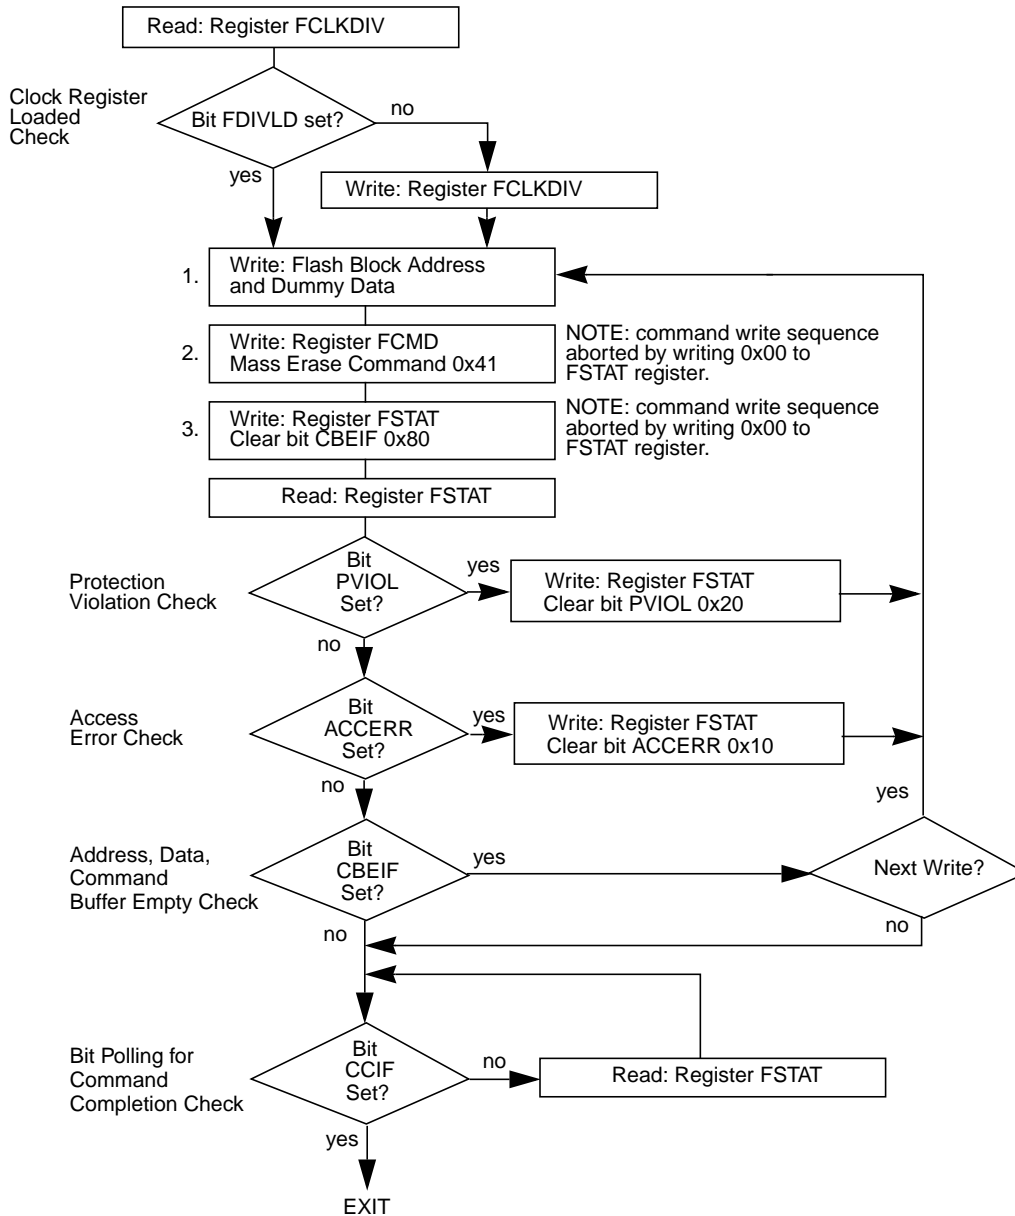 Read: Register FCLKDIV
Clock Register
Loaded
Check
Bit FDIVLD set?
no
yes
Write: Register FCLKDIV
1.
Write: Flash Block Address
and Dummy Data
2.
Write: Register FCMD
Mass Erase Command 0x41
NOTE: command write sequence
aborted by writing 0x00 to
FSTAT register.
3.
Write: Register FSTAT
Clear bit CBEIF 0x80
NOTE: command write sequence
aborted by writing 0x00 to
FSTAT register.
Read: Register FSTAT
Protection
Violation Check
Bit
PVIOL
Set?
yes
Write: Register FSTAT
Clear bit PVIOL 0x20
no
Access
Error Check
Bit
ACCERR
Set?
yes
Write: Register FSTAT
Clear bit ACCERR 0x10
no
yes
Address, Data,
Command
Buffer Empty Check
Bit
CBEIF
Set?
yes
Next Write?
no
no
Bit Polling for
Command
Completion Check
Bit
CCIF
Set?
no
Read: Register FSTAT
yes
EXIT